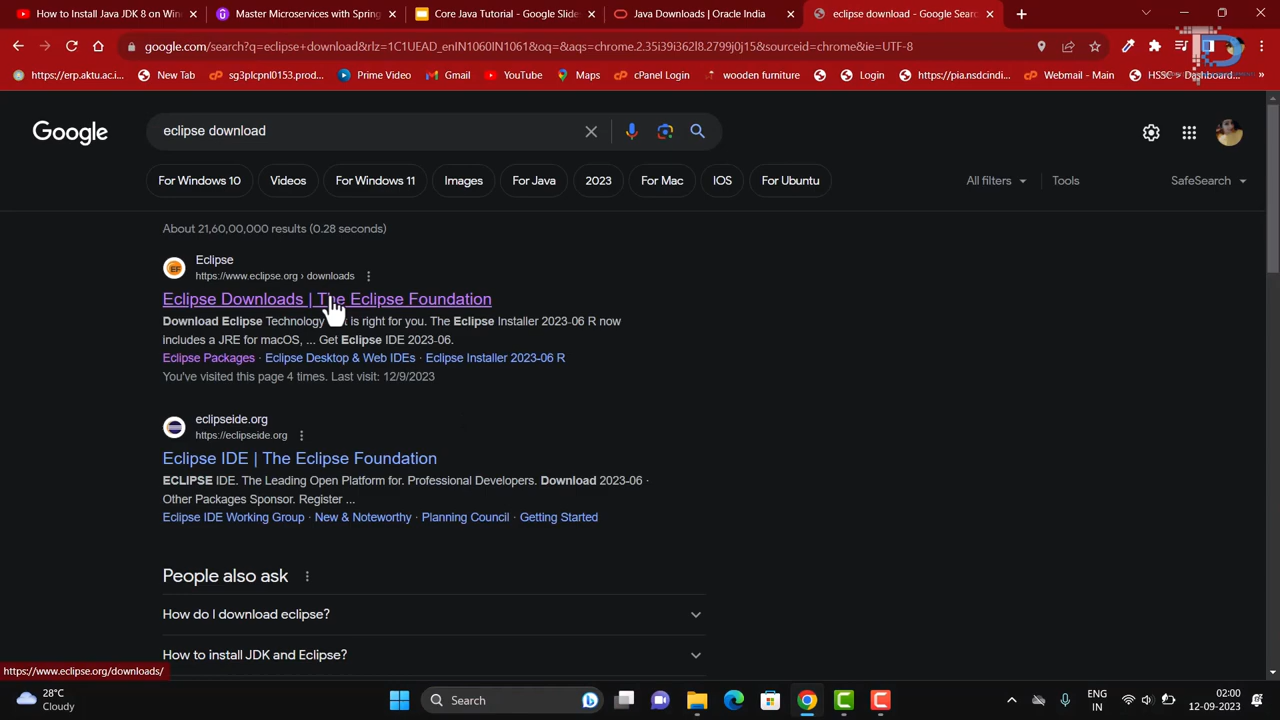 How to Install Java JDK 8 on Win
Master Microservices with Spring
Core Java Tutorial - Google Slide
Java Downloads | Oracle India
eclipse download - Google Sear
google.com/search?q=eclipse+download&rlz=1C1UEAD_enIN1060IN1061&oq=&aqs=chrome.2.35i39i362l8.2799j0j15&sourceid=chrome&ie=UTF-8
https://erp.aktu.ac.i...
New Tab
sg3plcpnl0153.prod...
Prime Video
Gmail
YouTube
Maps
cPanel Login
wooden furniture
Login
https://pia.nsdcindi...
Webmail - Main
HSSC > Dashboard...
Google
eclipse download
For Windows 10
Videos
For Windows 11
Images
For Java
2023
For Mac
IOS
For Ubuntu
All filters
Tools
SafeSearch
About 21,60,00,000 results (0.28 seconds)
Eclipse
https://www.eclipse.org › downloads
Eclipse Downloads | The Eclipse Foundation
Download Eclipse Technology is right for you. The Eclipse Installer 2023-06 R now
includes a JRE for macOS, ... Get Eclipse IDE 2023-06.
Eclipse Packages · Eclipse Desktop & Web IDEs · Eclipse Installer 2023-06 R
You've visited this page 4 times. Last visit: 12/9/2023
eclipseide.org
https://eclipseide.org
Eclipse IDE | The Eclipse Foundation
ECLIPSE IDE. The Leading Open Platform for. Professional Developers. Download 2023-06 ·
Other Packages Sponsor. Register ...
Eclipse IDE Working Group · New & Noteworthy · Planning Council · Getting Started
People also ask
How do I download eclipse?
How to install JDK and Eclipse?
https://www.eclipse.org/downloads/
28°C
Cloudy
Search
ENG
IN
02:00
12-09-2023